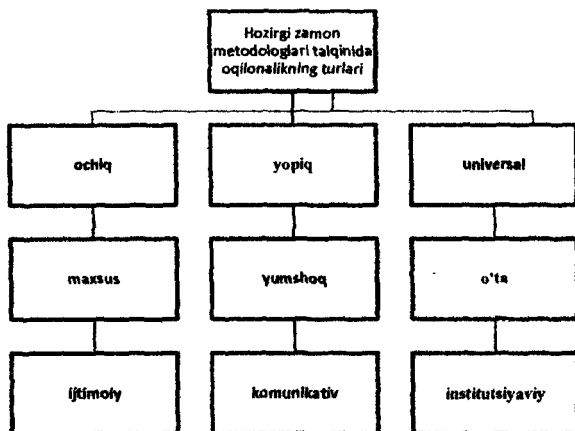 Hozirgi zamon
metodologlari talqinida
oqilonalikning turlari
ochiq
yopiq
universal
maxsus
yumshoq
o'ta
ijtimoiy
komunikativ
institutsiyaviy